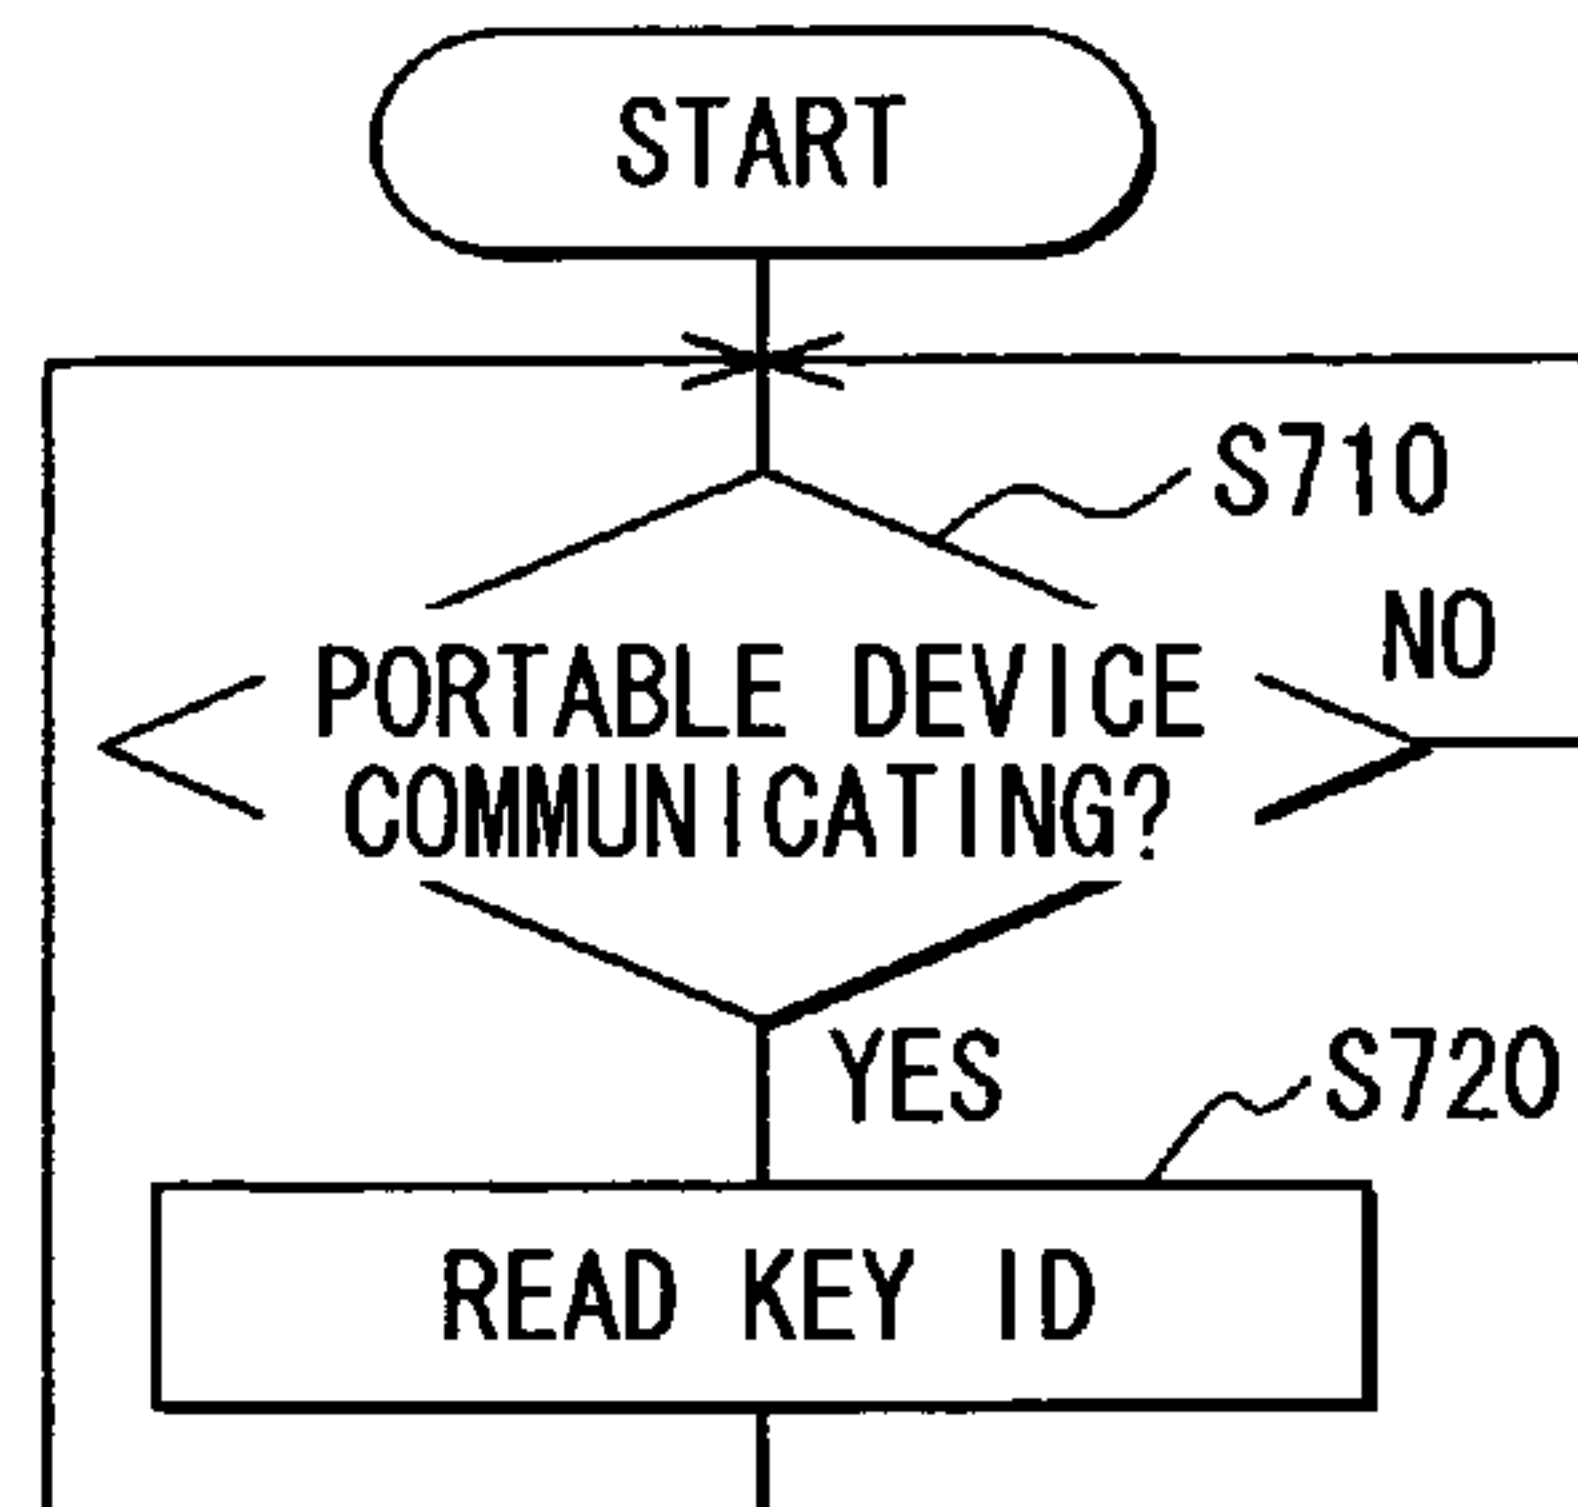 START
S710
NO
PORTABLE DEVICE
COMMUNICATING?
YES
S720
READ KEY ID